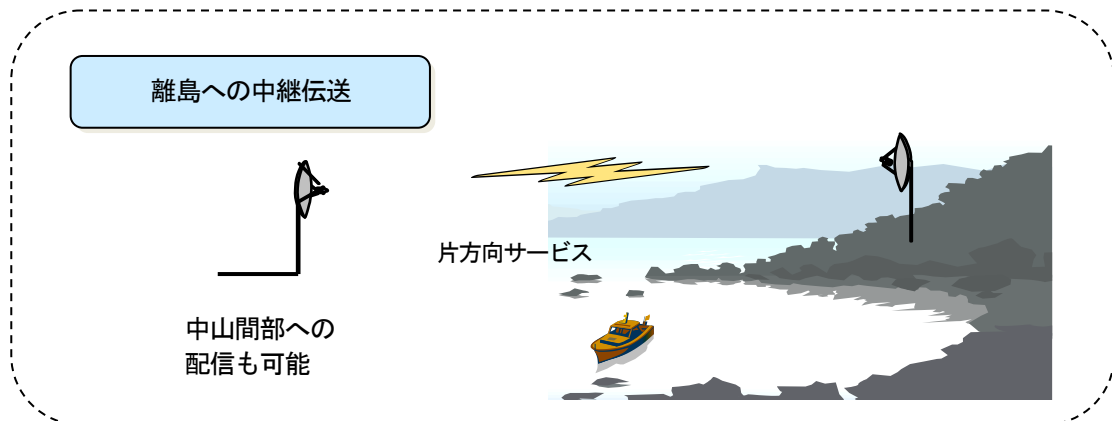 離島への中継伝送
片方向サービス
中山間部への
配信も可能